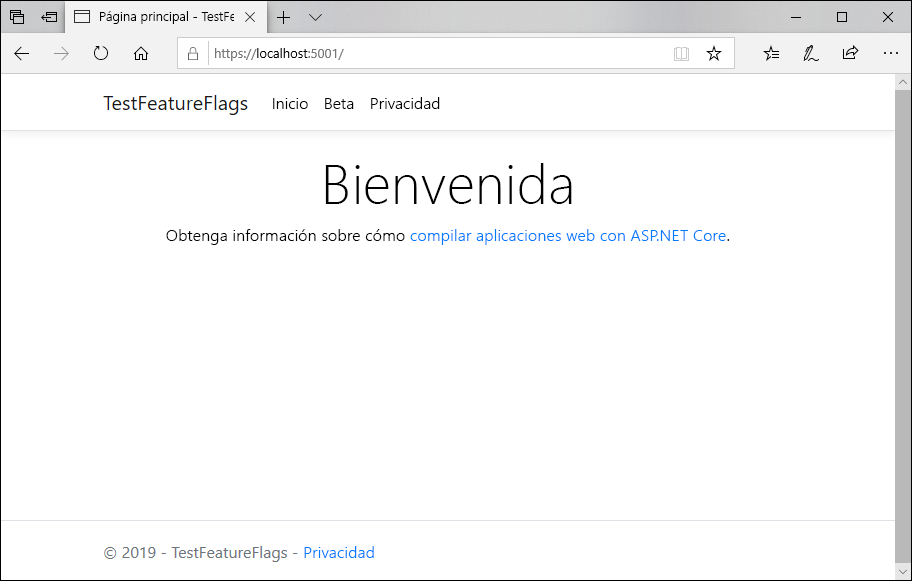 Página principal - TestFe
https://localhost:5001/
TestFeatureFlags Inicio Beta Privacidad
Bienvenida
Obtenga información sobre cómo compilar aplicaciones web con ASP.NET Core.
© 2019 - TestFeatureFlags - Privacidad